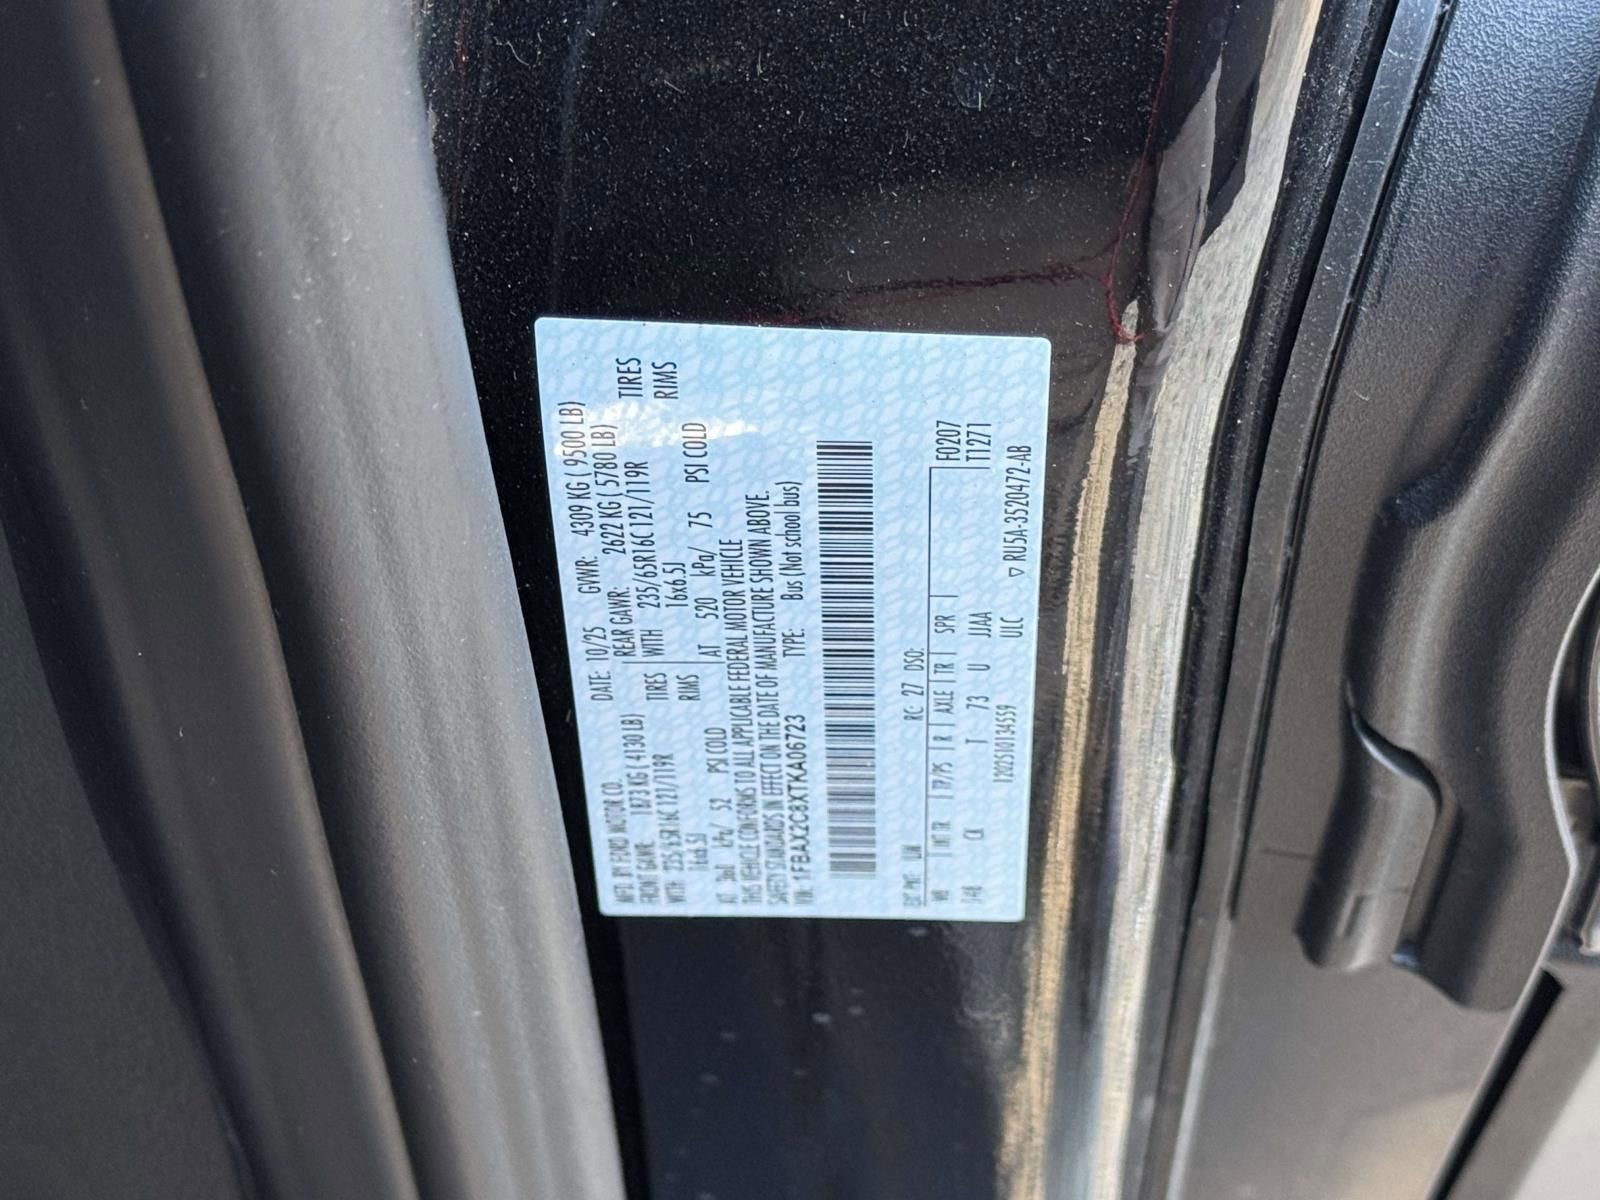 MFD. BY FORD MOTOR CO.
DATE: 10/25 GVWR: 4309 KG ( 9500 LB)
FRONT GAWR: 1873 KG ( 4130 LB) REAR GAWR: 2622 KG ( 5780 LB)
WITH 235/65R16C 121/119R TIRES WITH 235/65R16C 121/119R TIRES
16x6.5J RIMS 16x6.5J RIMS
AT 360 kPa/ 52 PSI COLD AT 520 kPa/ 75 PSI COLD
THIS VEHICLE CONFORMS TO ALL APPLICABLE FEDERAL MOTOR VEHICLE
SAFETY STANDARDS IN EFFECT ON THE DATE OF MANUFACTURE SHOWN ABOVE.
VIN: 1FBAX2C8XTKA06723 TYPE: Bus (Not school bus)
EXT PNT: UM RC: 27 DSO: F0207
WB INT TR TP/PS R AXLE TR SPR T1271
148 CK T 73 U JJAA
1202510134559 ULC ▽ RU5A-3520472-AB